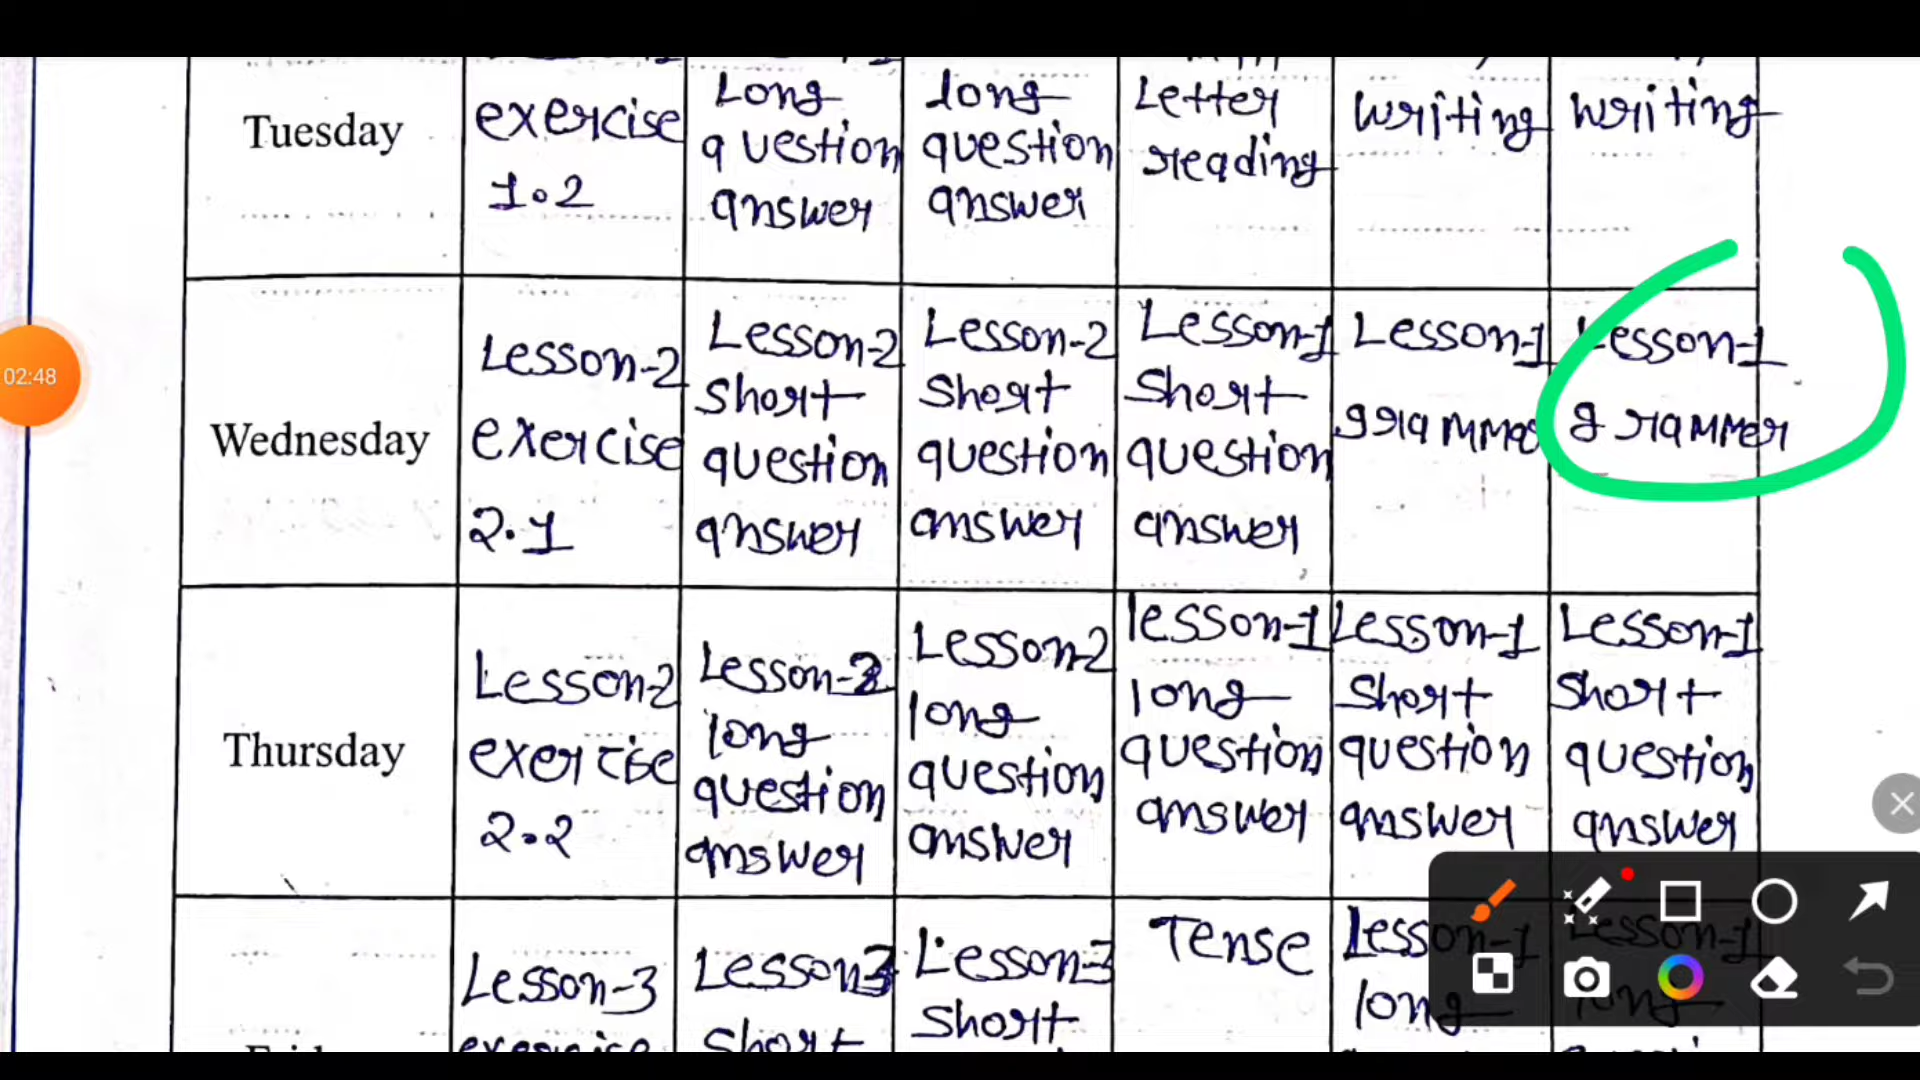 Tuesday
exercise
1.2
Long
question
answer
long
question
answer
Letter
reading
writing
writing
Wednesday
Lesson-2
exercise
2.1
Lesson-2
Short
question
answer
Lesson-2
Short
question
answer
Lesson-1
Short
question
answer
Lesson-1
Lesson-1
grammer
Thursday
Lesson-2
exercise
2.2
Lesson-2
long
question
answer
Lesson-2
long
question
answer
lesson-1
long
question
answer
Lesson-1
Short
question
answer
Lesson-1
Short
question
answer
Lesson-3
Lesson-3
Short
Lesson-3
Short
Tense
Lesson-1
long
Lesson-1
long
02:48